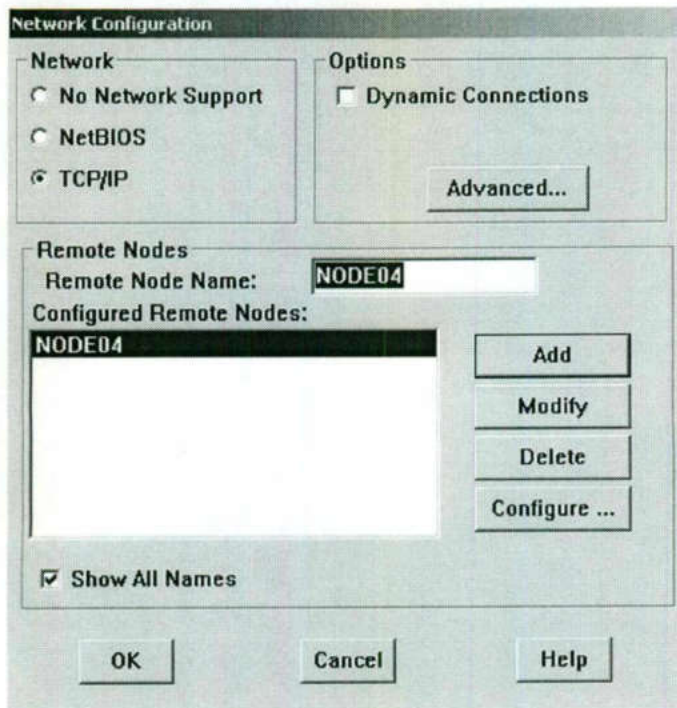 Network Configuration
Network
No Network Support
NetBIOS
TCP/IP
Options
Dynamic Connections
Advanced...
Remote Nodes
Remote Node Name: NODE04
Configured Remote Nodes:
NODE04
Add
Modify
Delete
Configure ...
Show All Names
OK Cancel Help